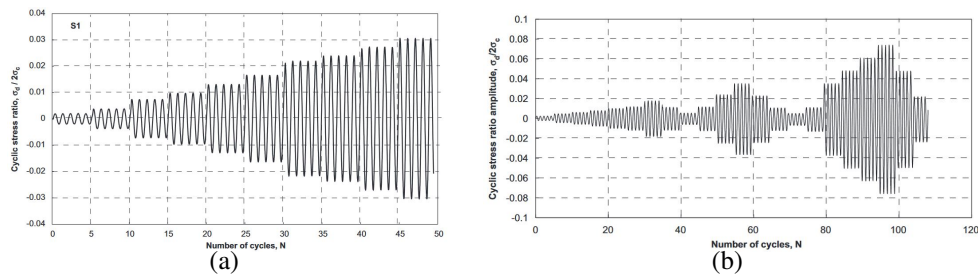 S1
Cyclic stress ratio, σd / 2σc
0.04
0.03
0.02
0.01
0
-0.01
-0.02
-0.03
-0.04
0 5 10 15 20 25 30 35 40 45 50
Number of cycles, N
(a)
Cyclic stress ratio amplitude, σd/2σc
0.1
0.08
0.06
0.04
0.02
0
-0.02
-0.04
-0.06
-0.08
-0.1
0 20 40 60 80 100 120
Number of cycles, N
(b)